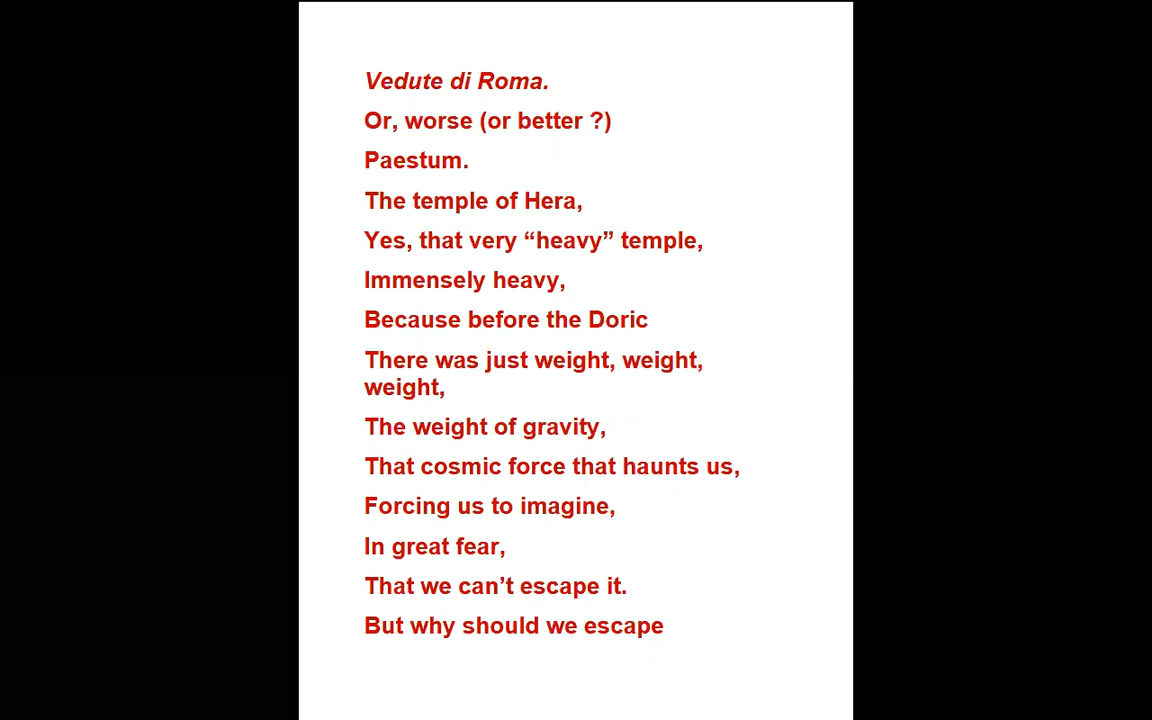 Vedute di Roma.
Or, worse (or better ?)
Paestum.
The temple of Hera,
Yes, that very “heavy” temple,
Immensely heavy,
Because before the Doric
There was just weight, weight,
weight,
The weight of gravity,
That cosmic force that haunts us,
Forcing us to imagine,
In great fear,
That we can’t escape it.
But why should we escape